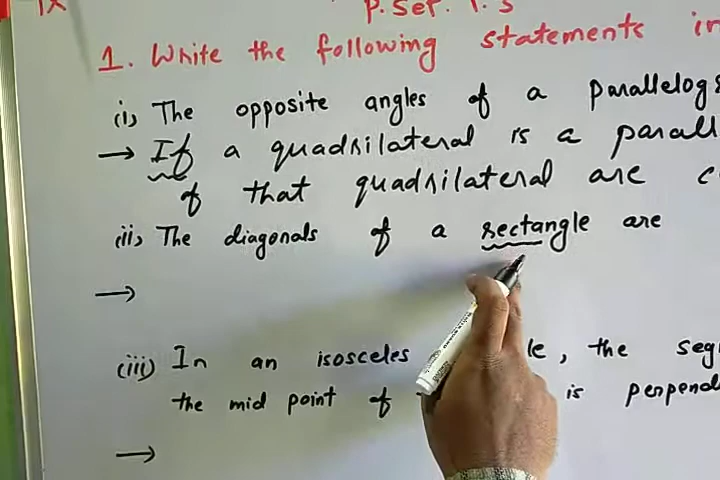 IX
P. Set. 1.3
1. Write the following statements in
(i) The opposite angles of a parallelog
→ If a quadrilateral is a parall
of that quadrilateral are
(ii) The diagonals of a rectangle are
→
(iii) In an isosceles the seg
the mid point of is perpend
→